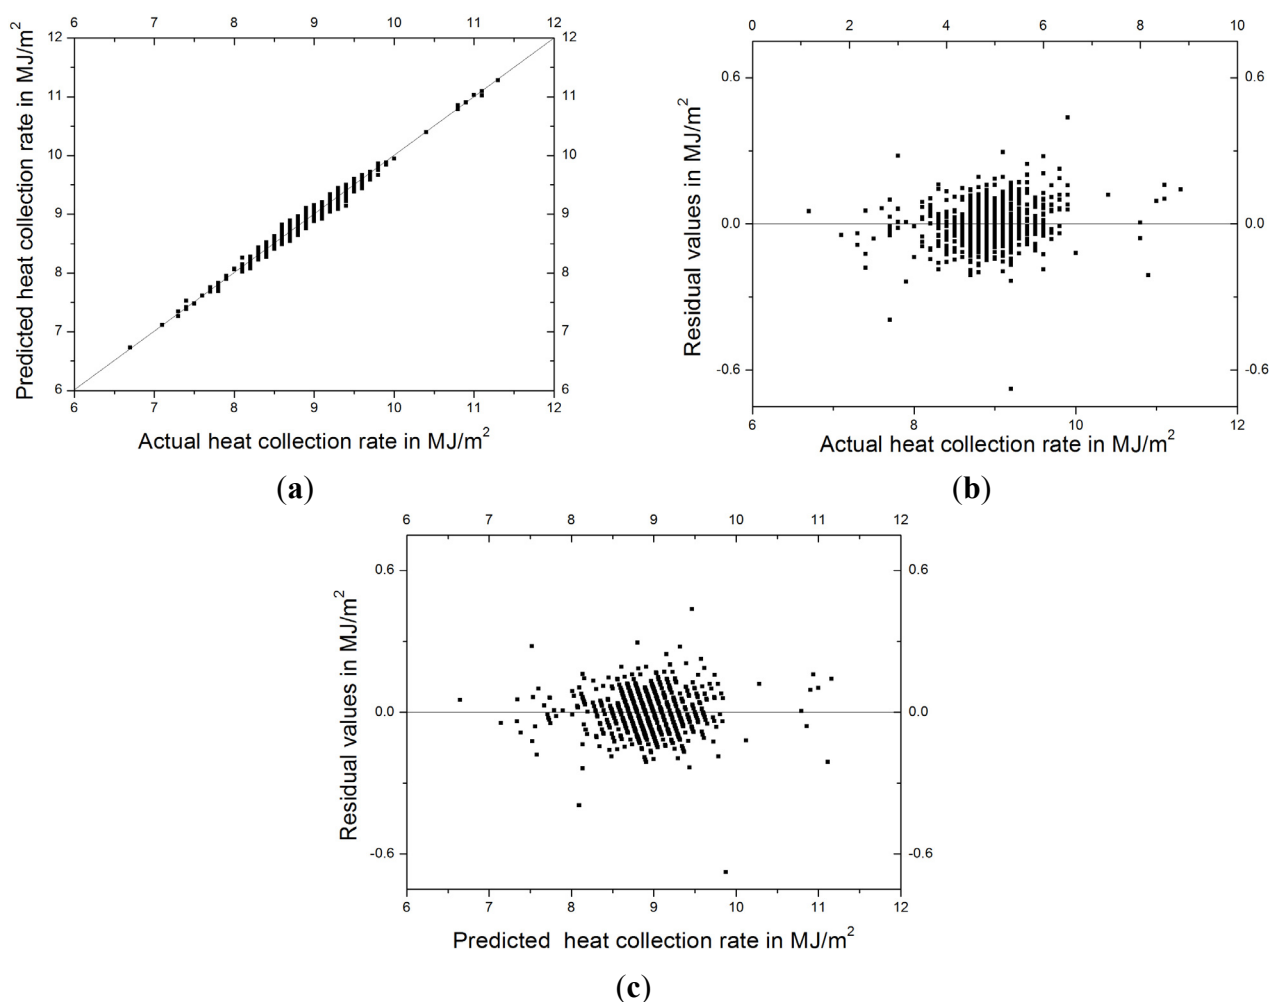 6 7 8 9 10 11 12
12 12
11 11
10 10
9 9
8 8
7 7
6 6
6 7 8 9 10 11 12
Predicted heat collection rate in MJ/m²
Actual heat collection rate in MJ/m²
(a)
0 2 4 6 8 10
0.6 0.6
0.0 0.0
-0.6 -0.6
6 8 10 12
Residual values in MJ/m²
Actual heat collection rate in MJ/m²
(b)
6 7 8 9 10 11 12
0.6 0.6
0.0 0.0
-0.6 -0.6
6 7 8 9 10 11 12
Residual values in MJ/m²
Predicted heat collection rate in MJ/m²
(c)